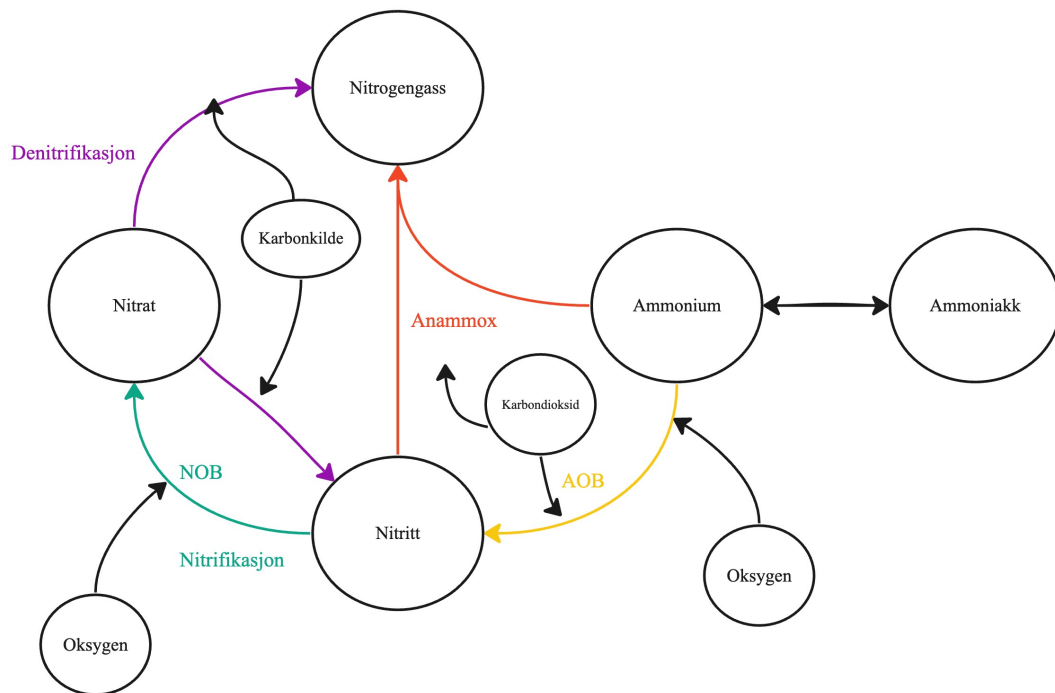 Nitrogengass
Denitrifikasjon
Karbonkilde
Nitrat
Ammonium
Ammoniakk
Anammox
Karbondioksid
NOB
AOB
Nitritt
Nitrifikasjon
Oksygen
Oksygen